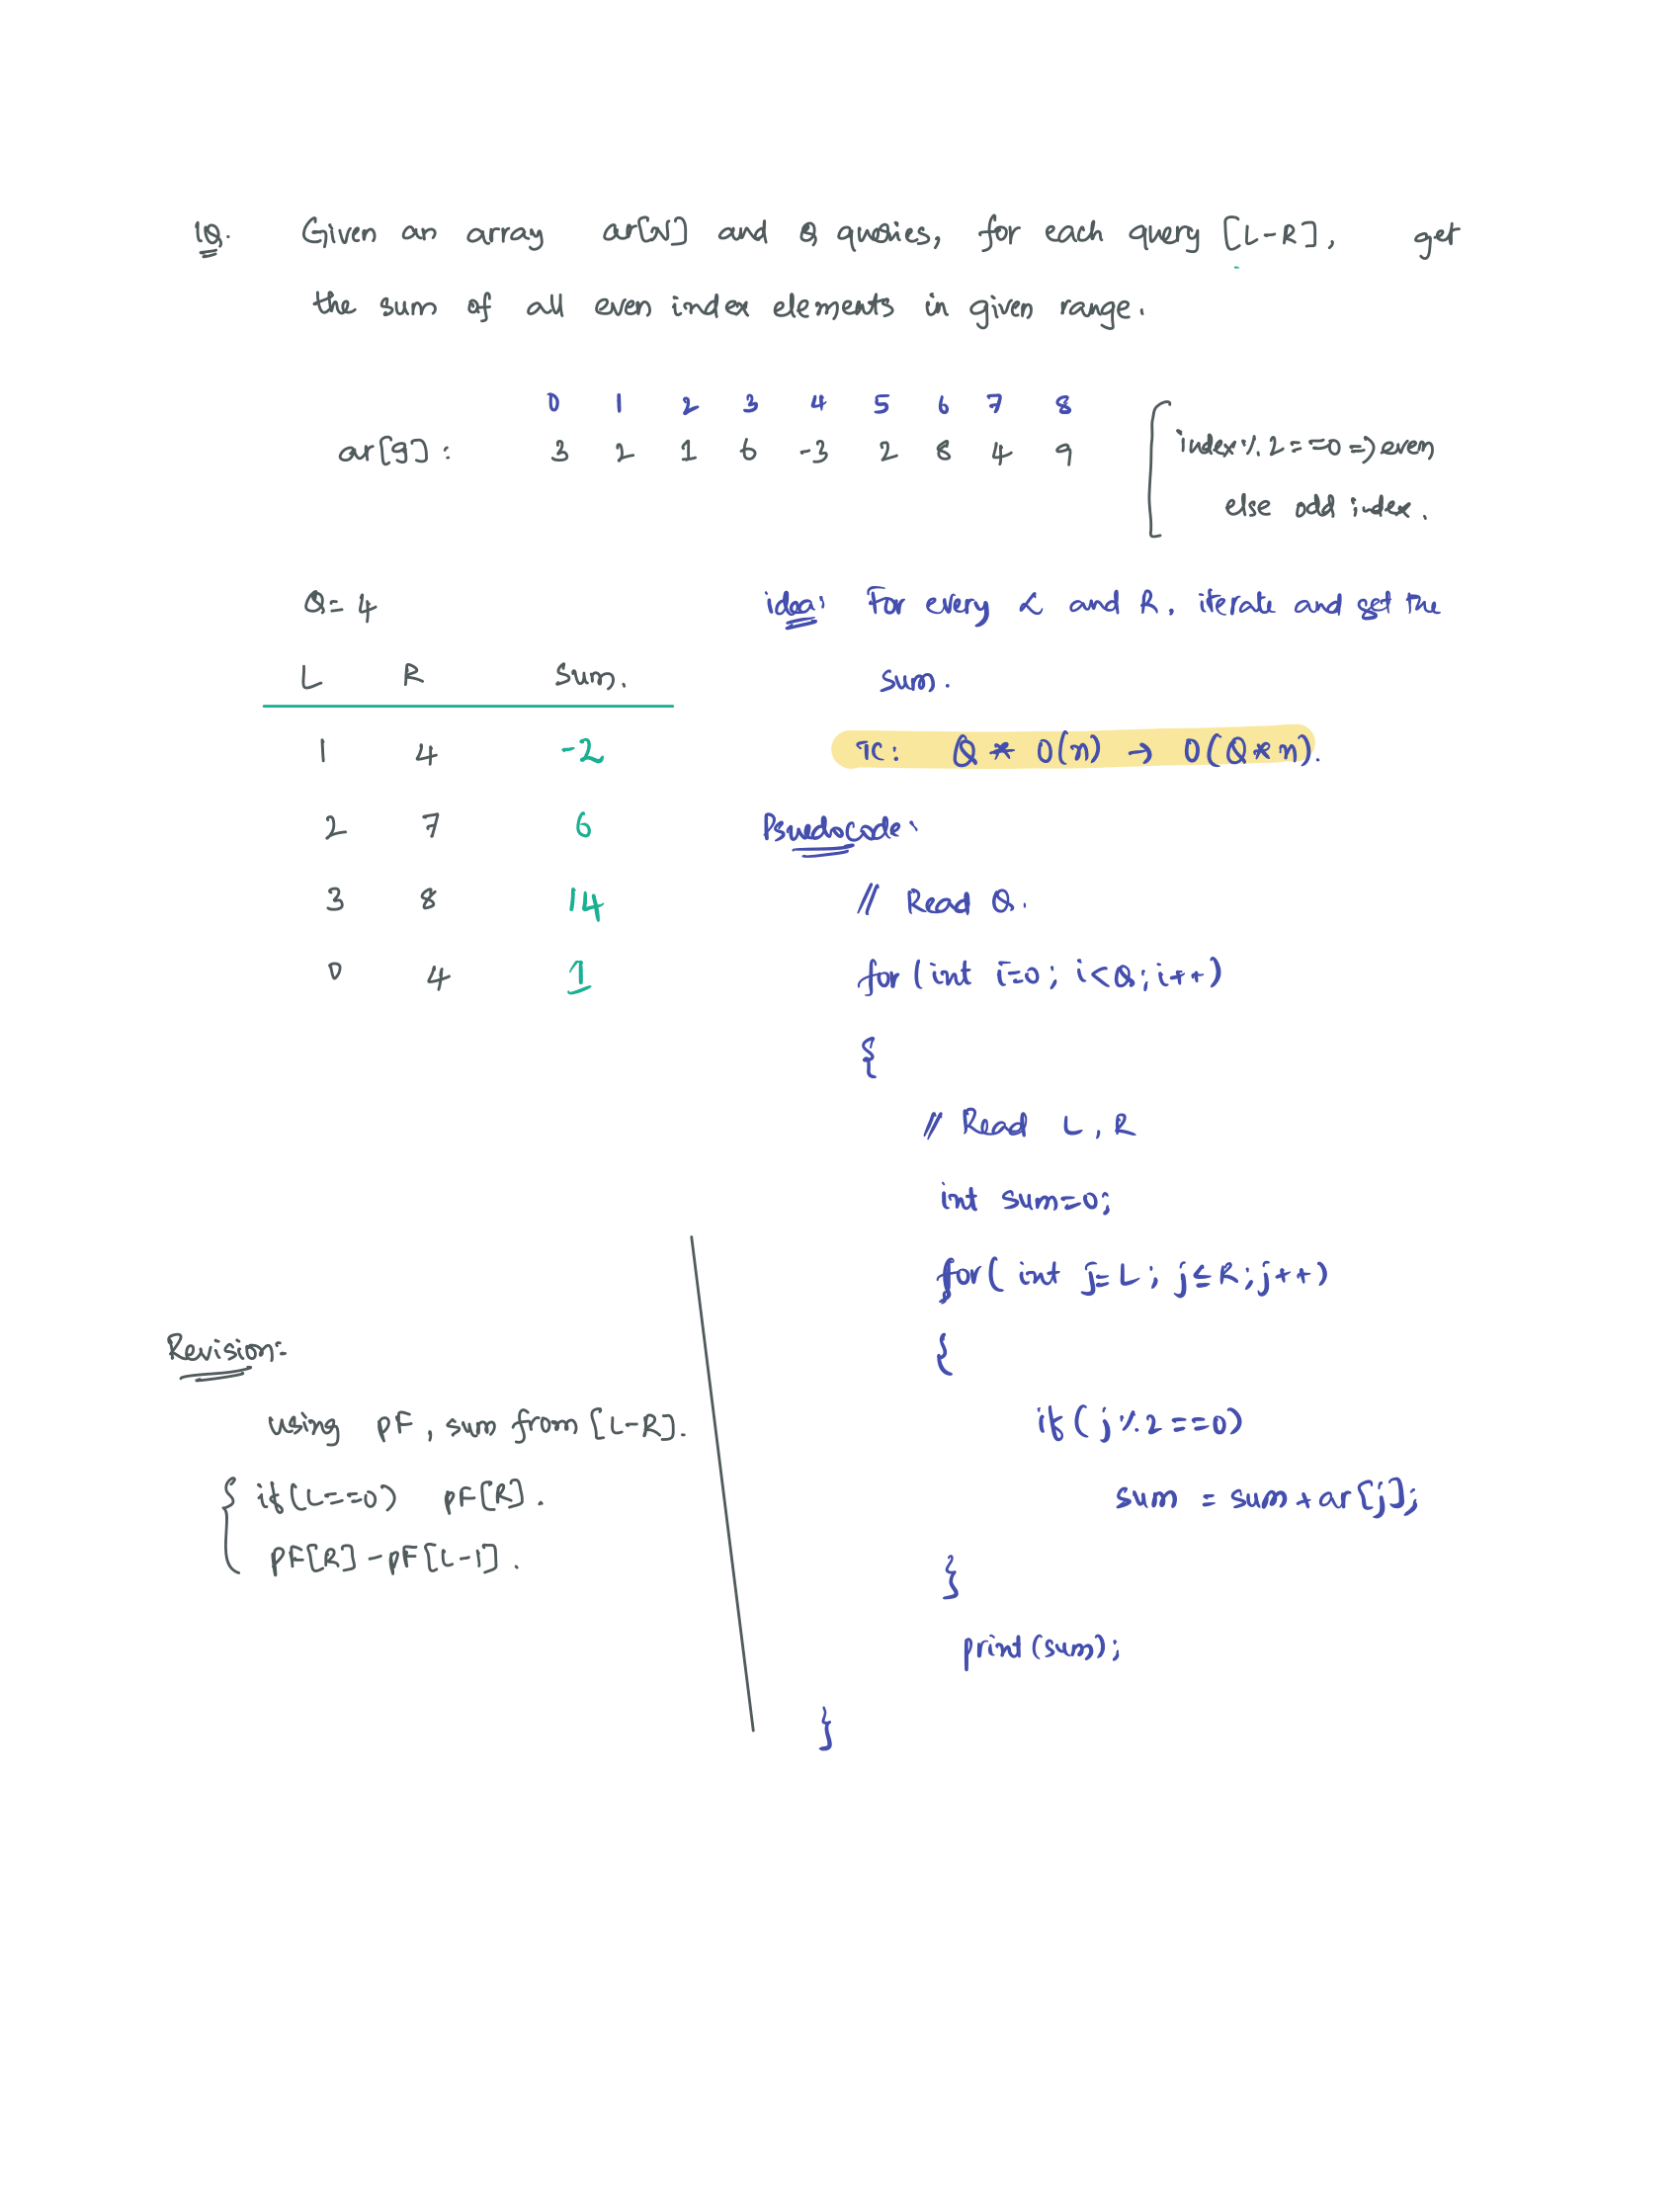 1Q. Given an array ar[N] and Q queries, for each query [L-R], get
the sum of all even index elements in given range.
0 1 2 3 4 5 6 7 8
ar[9] : 3 2 1 6 -3 2 8 4 9
index % 2 == 0 => even
else odd index.
Q = 4
L R Sum.
1 4 -2
2 7 6
3 8 14
0 4 1
idea: For every L and R, iterate and get the
sum.
TC: Q * O(n) → O(Q*n).
Psuedocode:
// Read Q.
for (int i=0; i<Q; i++)
{
// Read L, R
int sum=0;
for( int j=L; j≤R; j++)
{
if( j % 2 ==0)
sum = sum+ar[j];
}
print(sum);
}
Revision:-
using pF, sum from [L-R].
{ if(L==0) pF[R].
PF[R]-pF[L-1].